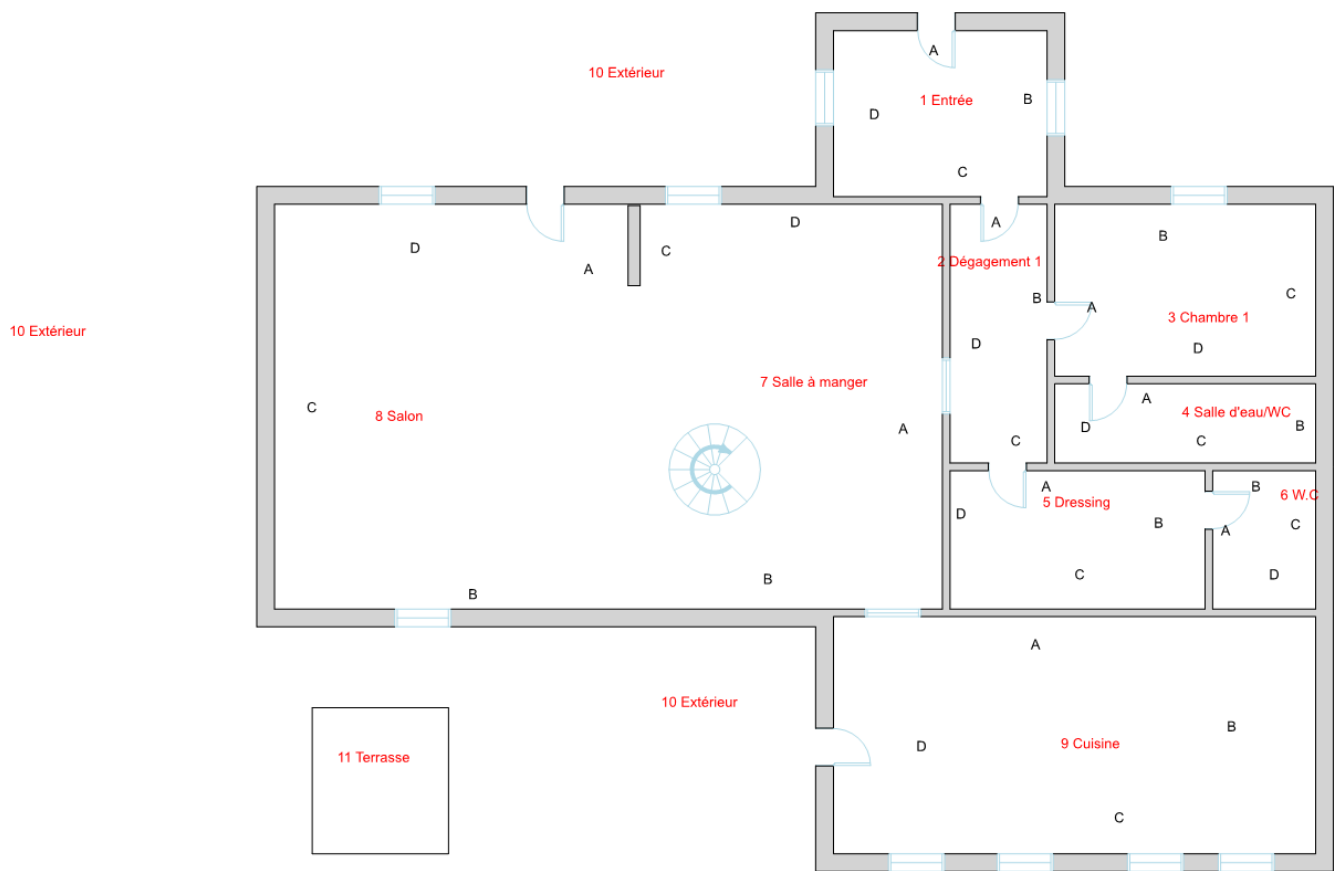 A
10 Extérieur
1 Entrée
B
D
C
D
A
D
B
C
A
2 Dégagement 1
B
C
A
3 Chambre 1
10 Extérieur
D
D
7 Salle à manger
A
C
8 Salon
4 Salle d'eau/WC
D
B
A
C
C
A
B
6 W.C
5 Dressing
D
B
C
A
C
D
B
B
A
10 Extérieur
B
D
9 Cuisine
11 Terrasse
C